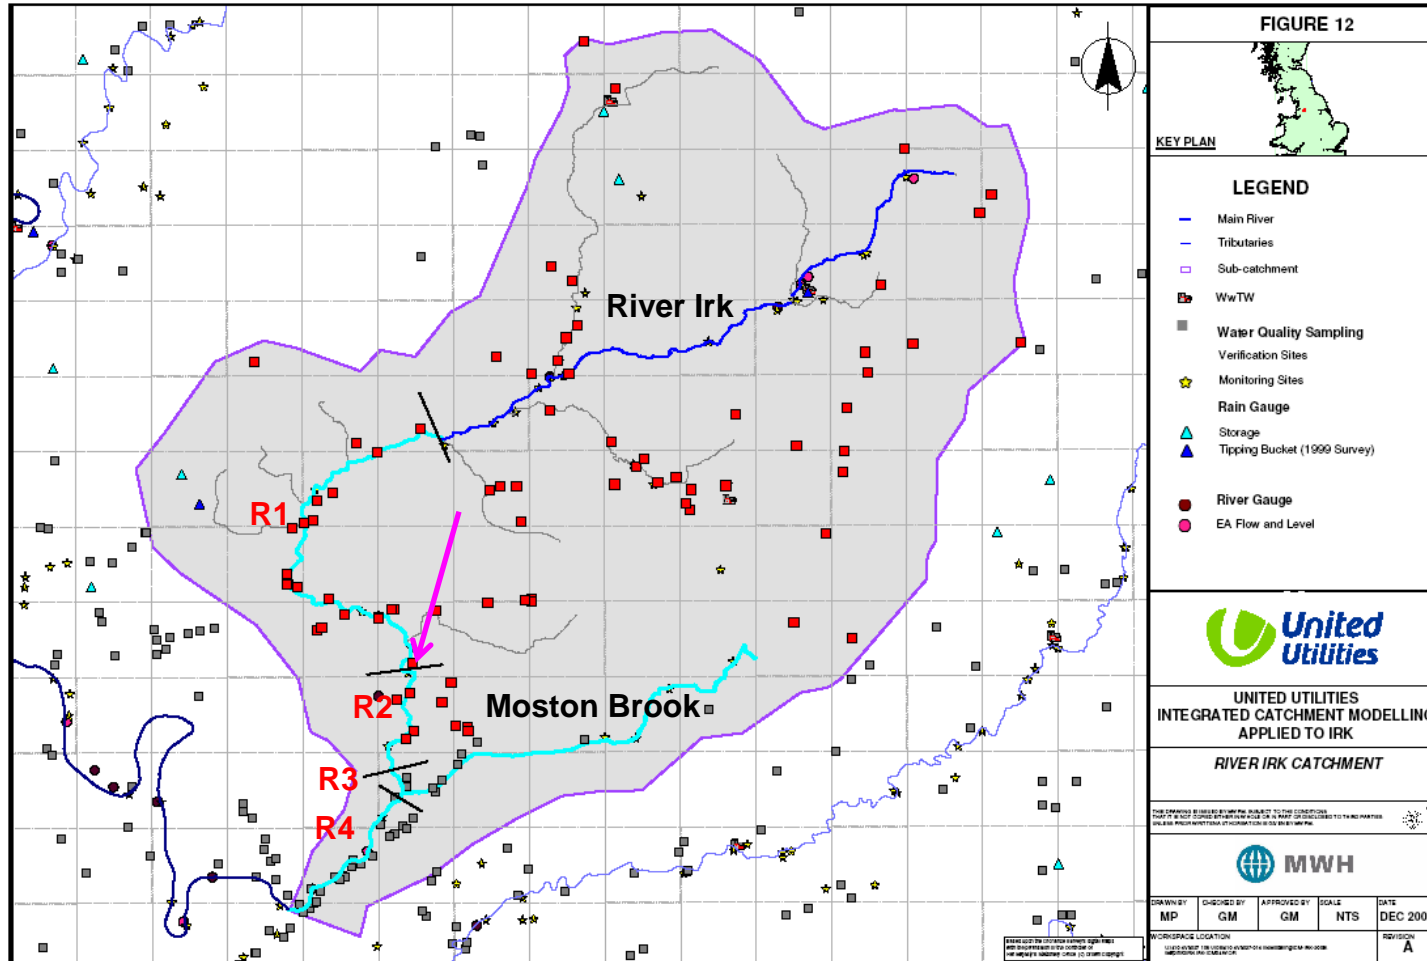 FIGURE 12
KEY PLAN
LEGEND
Main River
Tributaries
Sub-catchment
WwTW
Water Quality Sampling
Verification Sites
Monitoring Sites
Rain Gauge
Storage
Tipping Bucket (1999 Survey)
River Gauge
EA Flow and Level
River Irk
R1
R2
Moston Brook
R3
R4
United
Utilities
UNITED UTILITIES
INTEGRATED CATCHMENT MODELLING
APPLIED TO IRK
RIVER IRK CATCHMENT
MWH
DRAWN BY CHECKED BY APPROVED BY SCALE DATE
MP GM GM NTS DEC 200
WORKSPACE LOCATION REVISION
A